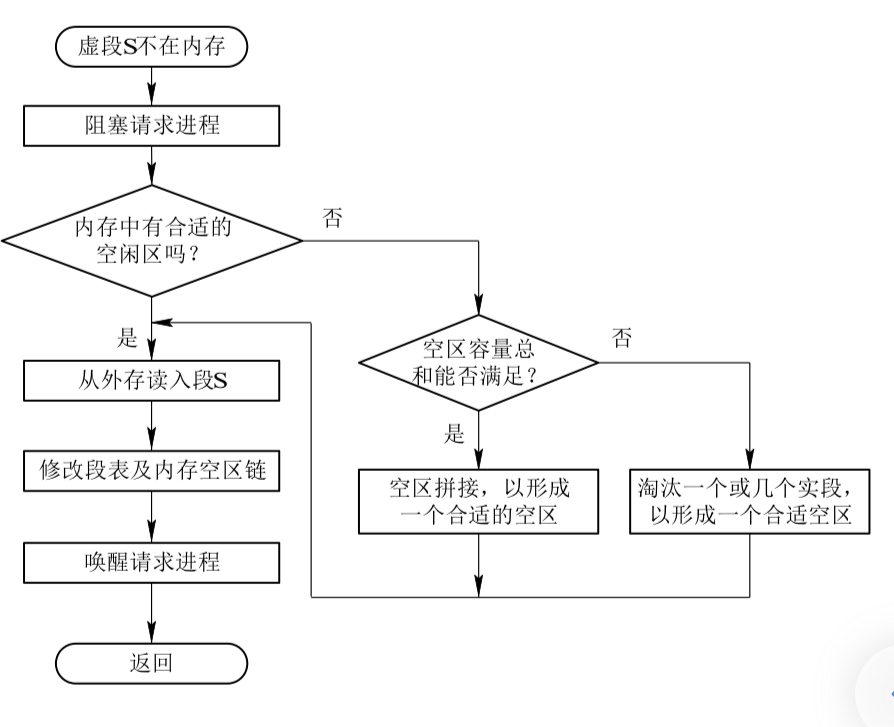 虚段S不在内存
阻塞请求进程
内存中有合适的
空闲区吗？
否
是
从外存读入段S
修改段表及内存空区链
唤醒请求进程
返回
空区容量总
和能否满足？
否
是
空区拼接，以形成
一个合适的空区
淘汰一个或几个实段，
以形成一个合适空区